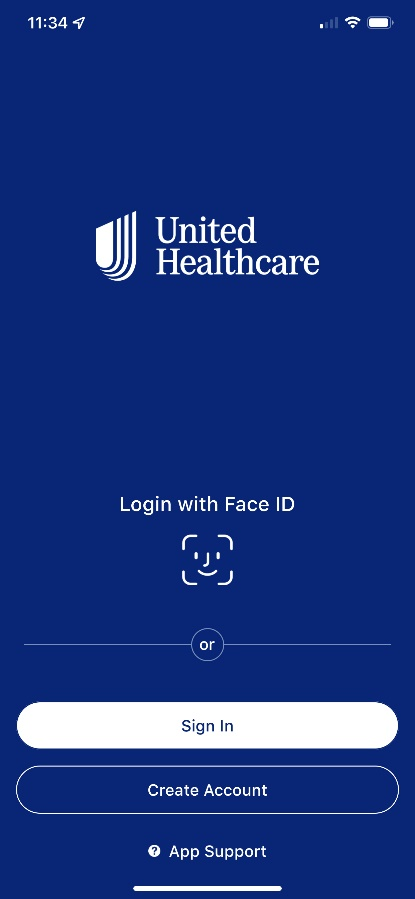 11:34
United
Healthcare
Login with Face ID
or
Sign In
Create Account
? App Support